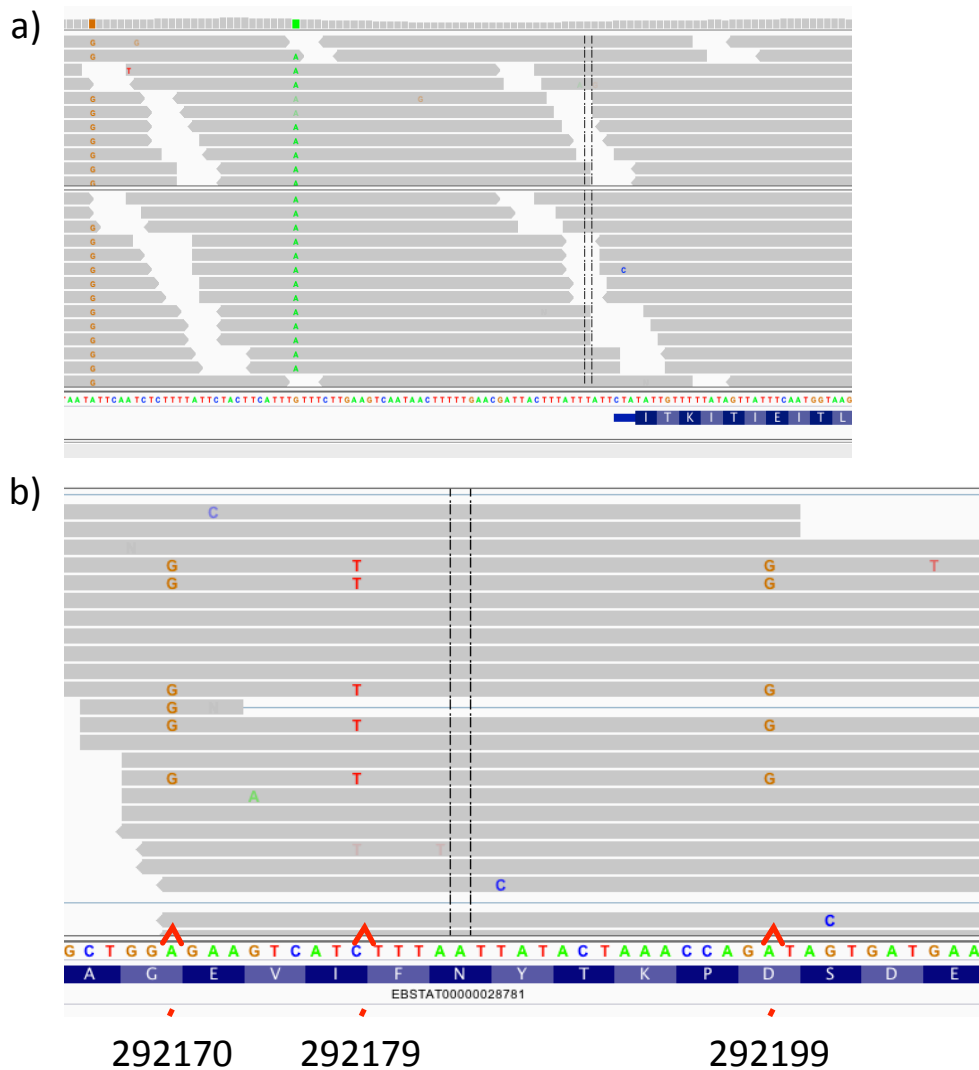 a)
G G
G A
T A
A
G A G
G A
G A
G A
G A
G A
G A
A
A
G A
G A
G A
G A C
G A
G A
G A
G A
G A
G A
G A
G
AATATTCAATCTCTTTTATTCTACTTCATTTGTTTCTTGAAGTCAATAACTTTTTGAACGATTACTTTATTTATTCTATATTGTTTTTATAGTTATTTCAATGGTAAG
I T K I T I E I T L
b)
C
N
G T G T
G T G
G T G
G N
G T G
G T G
A
T T
C
C
GCTGGAGAAGTCATCTTTAATTATACTAAACCAGATAGTGATGAA
A G E V I F N Y T K P D S D E
EBSTAT00000028781
292170 292179 292199